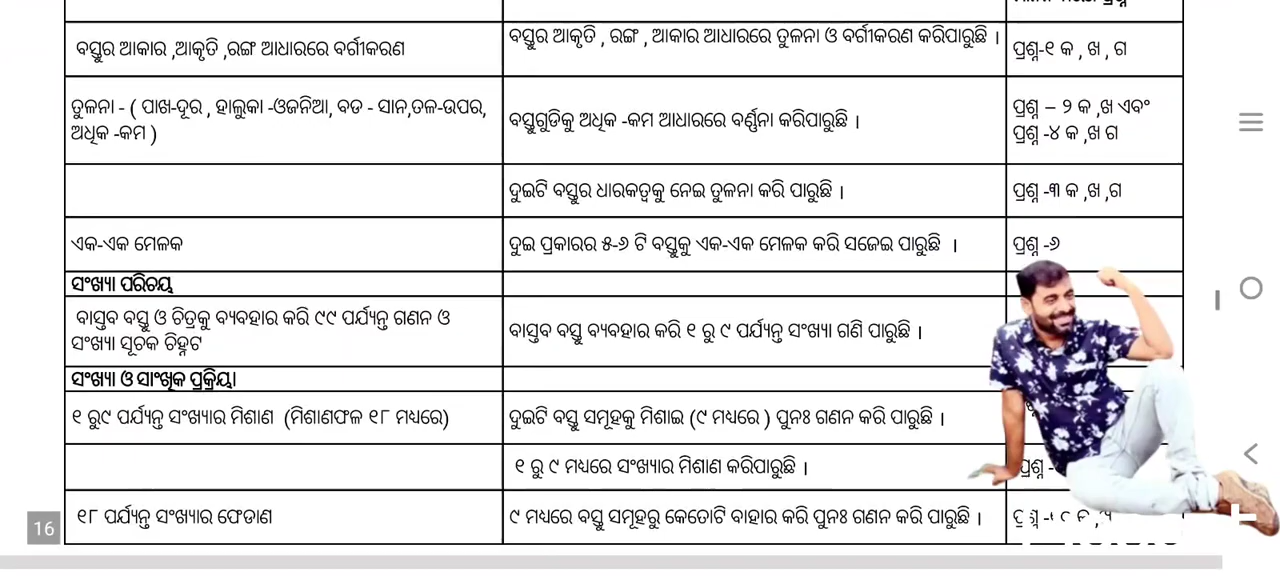 ବସ୍ତୁର ଆକାର ,ଆକୃତି ,ରଙ୍ଗ ଆଧାରରେ ବର୍ଗୀକରଣ
ବସ୍ତୁର ଆକୃତି , ରଙ୍ଗ , ଆକାର ଆଧାରରେ ତୁଳନା ଓ ବର୍ଗୀକରଣ କରିପାରୁଛି ।
ପ୍ରଶ୍ନ-୧ କ , ଖ , ଗ
ତୁଳନା - ( ପାଖ-ଦୂର , ହାଲୁକା -ଓଜନିଆ, ବଡ - ସାନ,ତଳ-ଉପର,
ଅଧିକ -କମ )
ବସ୍ତୁଗୁଡିକୁ ଅଧିକ -କମ ଆଧାରରେ ବର୍ଣ୍ଣନା କରିପାରୁଛି ।
ପ୍ରଶ୍ନ – ୨ କ ,ଖ ଏବଂ
ପ୍ରଶ୍ନ -୪ କ ,ଖ ଗ
ଦୁଇଟି ବସ୍ତୁର ଧାରକତ୍ୱକୁ ନେଇ ତୁଳନା କରି ପାରୁଛି ।
ପ୍ରଶ୍ନ -୩ କ ,ଖ ,ଗ
ଏକ-ଏକ ମେଳକ
ଦୁଇ ପ୍ରକାରର ୫-୬ ଟି ବସ୍ତୁକୁ ଏକ-ଏକ ମେଳକ କରି ସଜେଇ ପାରୁଛି ।
ପ୍ରଶ୍ନ -୬
ସଂଖ୍ୟା ପରିଚୟ
ବାସ୍ତବ ବସ୍ତୁ ଓ ଚିତ୍ରକୁ ବ୍ୟବହାର କରି ୯୯ ପର୍ଯ୍ୟନ୍ତ ଗଣନ ଓ
ସଂଖ୍ୟା ସୂଚକ ଚିହ୍ନଟ
ବାସ୍ତବ ବସ୍ତୁ ବ୍ୟବହାର କରି ୧ ରୁ ୯ ପର୍ଯ୍ୟନ୍ତ ସଂଖ୍ୟା ଗଣି ପାରୁଛି ।
ସଂଖ୍ୟା ଓ ସାଂଖିକ ପ୍ରକ୍ରିୟା
୧ ରୁ୯ ପର୍ଯ୍ୟନ୍ତ ସଂଖ୍ୟାର ମିଶାଣ (ମିଶାଣଫଳ ୧୮ ମଧ୍ୟରେ)
ଦୁଇଟି ବସ୍ତୁ ସମୂହକୁ ମିଶାଇ (୯ ମଧ୍ୟରେ ) ପୁନଃ ଗଣନ କରି ପାରୁଛି ।
୧ ରୁ ୯ ମଧ୍ୟରେ ସଂଖ୍ୟାର ମିଶାଣ କରିପାରୁଛି ।
ପ୍ରଶ୍ନ -
୧୮ ପର୍ଯ୍ୟନ୍ତ ସଂଖ୍ୟାର ଫେଡାଣ
୯ ମଧ୍ୟରେ ବସ୍ତୁ ସମୂହରୁ କେତୋଟି ବାହାର କରି ପୁନଃ ଗଣନ କରି ପାରୁଛି ।
16